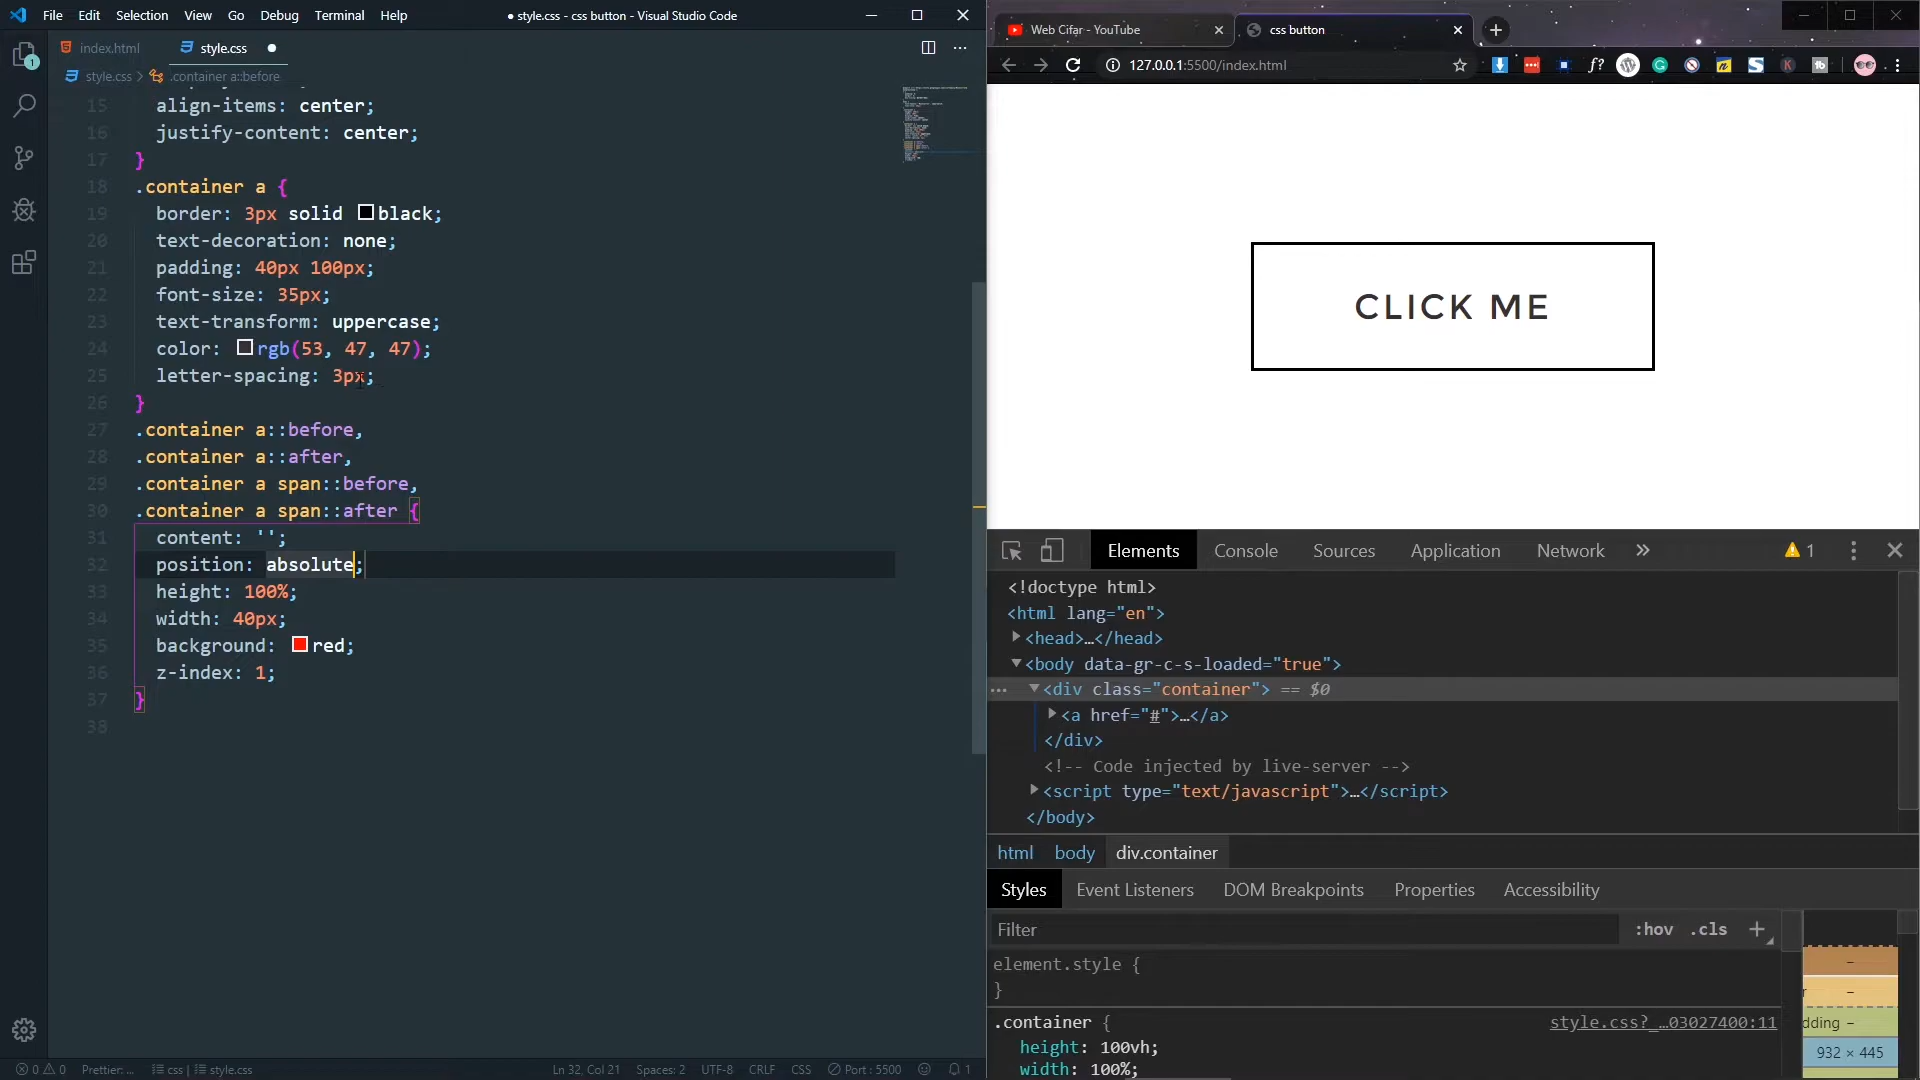 File Edit Selection View Go Debug Terminal Help
● style.css - css button - Visual Studio Code
index.html
style.css ●
style.css > .container a::before
15 align-items: center;
16 justify-content: center;
17 }
18 .container a {
19 border: 3px solid black;
20 text-decoration: none;
21 padding: 40px 100px;
22 font-size: 35px;
23 text-transform: uppercase;
24 color: rgb(53, 47, 47);
25 letter-spacing: 3px;
26 }
27 .container a::before,
28 .container a::after,
29 .container a span::before,
30 .container a span::after {
31 content: '';
32 position: absolute;
33 height: 100%;
34 width: 40px;
35 background: red;
36 z-index: 1;
37 }
38
1
0 0 Prettier: ... css | style.css
Ln 32, Col 21 Spaces: 2 UTF-8 CRLF CSS Port : 5500 1
Web Cifar - YouTube
css button
127.0.0.1:5500/index.html
f?
CLICK ME
Elements Console Sources Application Network » 1
<!doctype html>
<html lang="en">
<head>…</head>
<body data-gr-c-s-loaded="true">
<div class="container"> == $0
<a href="#">…</a>
</div>
<!-- Code injected by live-server -->
<script type="text/javascript">…</script>
</body>
html body div.container
Styles Event Listeners DOM Breakpoints Properties Accessibility
Filter
:hov .cls +
element.style {
}
.container {
style.css?_…03027400:11
height: 100vh;
width: 100%;
dding –
932 × 445